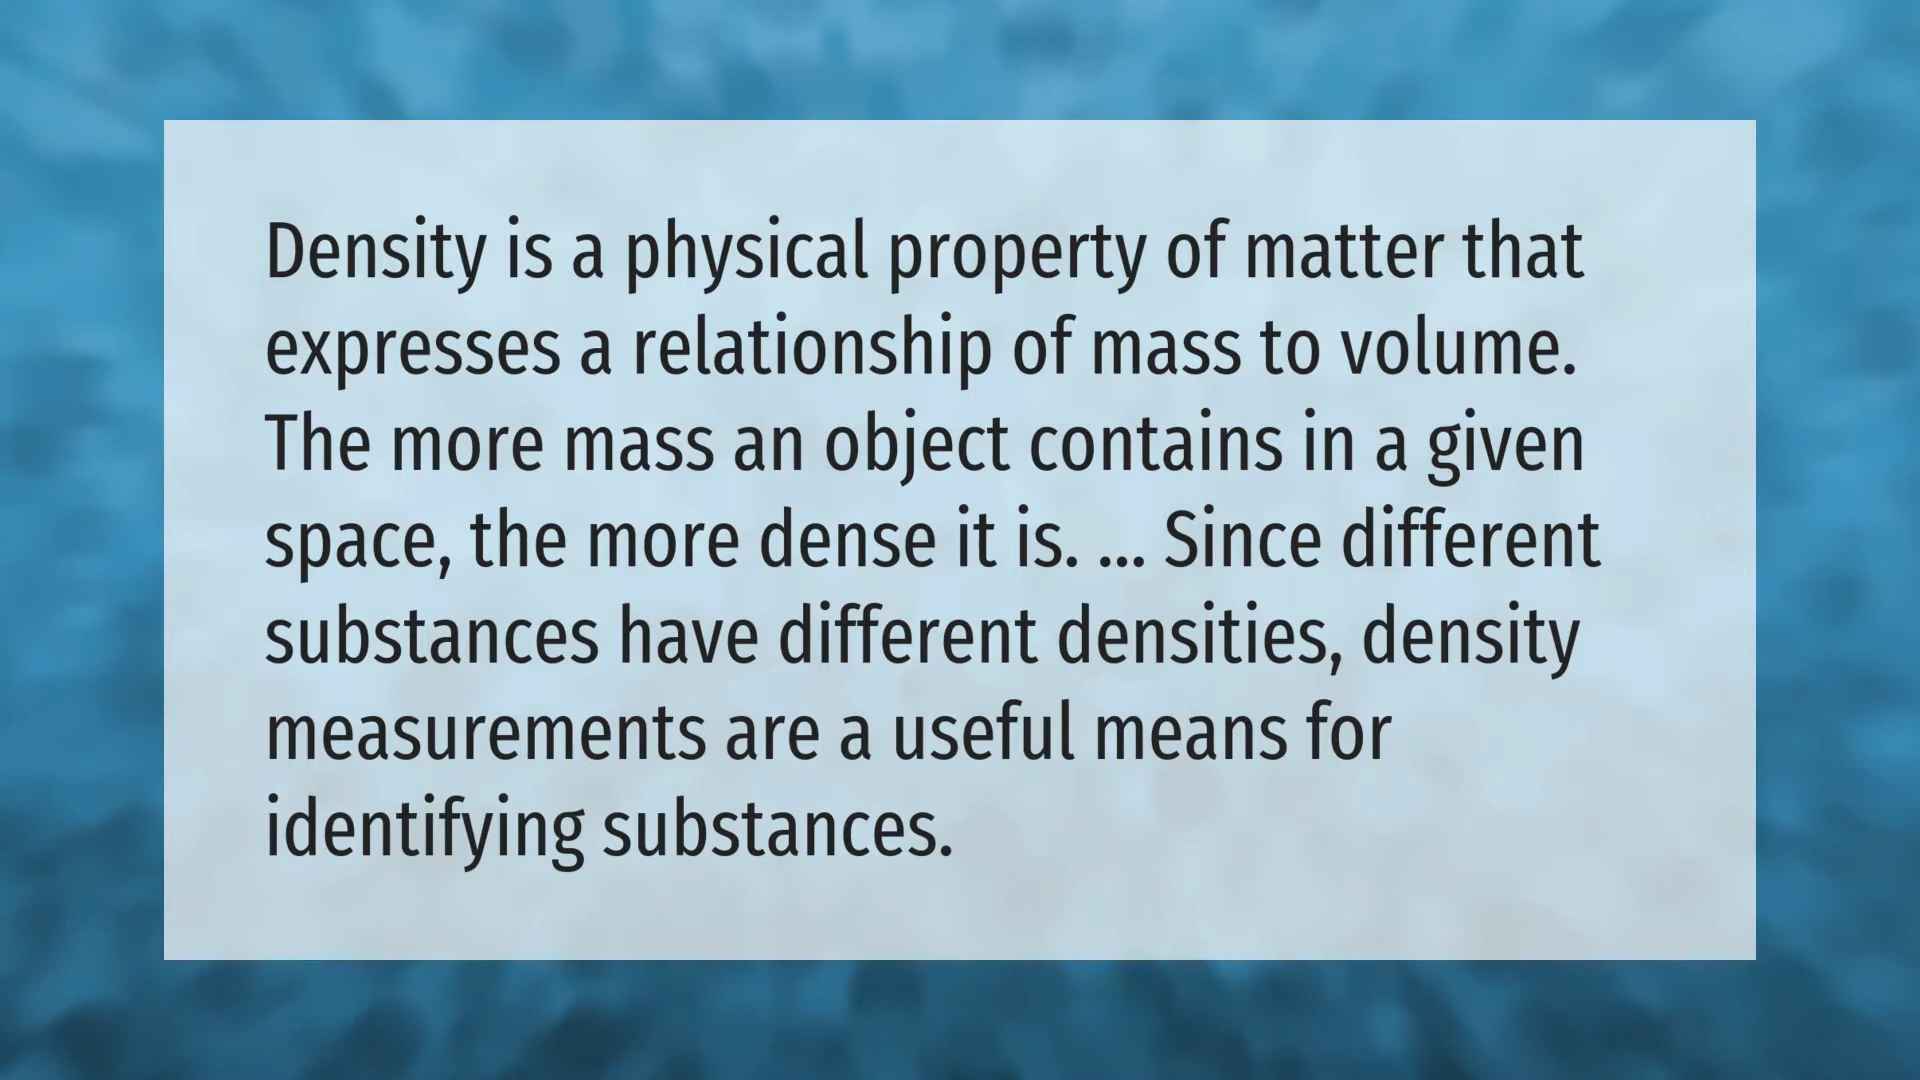 Density is a physical property of matter that
expresses a relationship of mass to volume.
The more mass an object contains in a given
space, the more dense it is. ... Since different
substances have different densities, density
measurements are a useful means for
identifying substances.